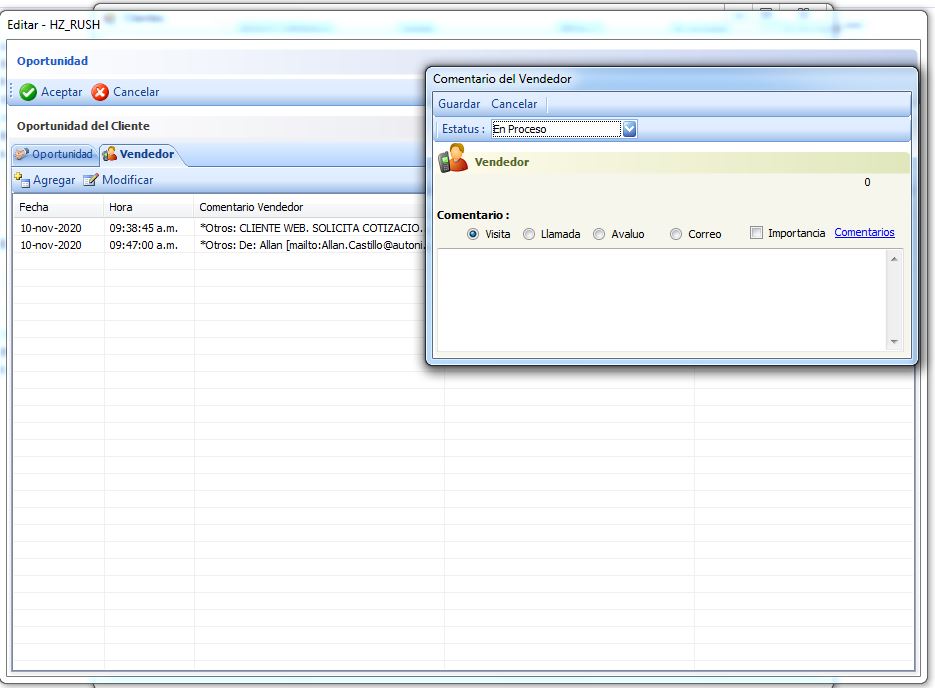 Editar - HZ_RUSH
Oportunidad
Aceptar Cancelar
Oportunidad del Cliente
Oportunidad Vendedor
Agregar Modificar
Fecha Hora Comentario Vendedor
10-nov-2020 09:38:45 a.m. *Otros: CLIENTE WEB. SOLICITA COTIZACIO.
10-nov-2020 09:47:00 a.m. *Otros: De: Allan [mailto:Allan.Castillo@autoni.
Comentario del Vendedor
Guardar Cancelar
Estatus : En Proceso
Vendedor
0
Comentario :
Visita Llamada Avaluo Correo Importancia Comentarios